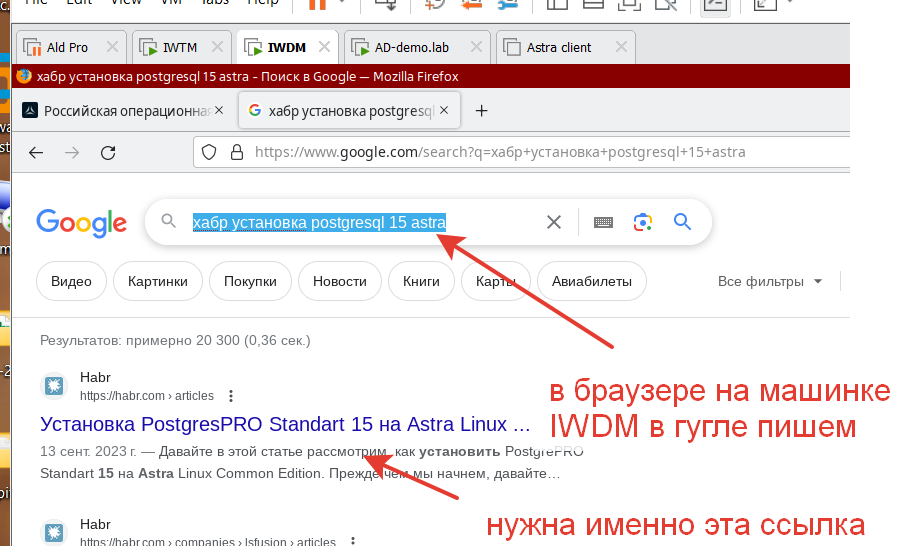 File Edit View VM Tabs Help
Ald Pro
IWTM
IWDM
AD-demo.lab
Astra client
хабр установка postgresql 15 astra - Поиск в Google — Mozilla Firefox
Российская операционная
хабр установка postgresql
https://www.google.com/search?q=хабр+установка+postgresql+15+astra
Google
хабр установка postgresql 15 astra
Видео
Картинки
Покупки
Новости
Книги
Карты
Авиабилеты
Все фильтры
Результатов: примерно 20 300 (0,36 сек.)
Habr
https://habr.com › articles
Установка PostgresPRO Standart 15 на Astra Linux ...
13 сент. 2023 г. — Давайте в этой статье рассмотрим, как установить PostgrePRO
Standart 15 на Astra Linux Common Edition. Прежде чем мы начнем, давайте…
в браузере на машинке
IWDM в гугле пишем
нужна именно эта ссылка
Habr
https://habr.com › companies › lsfusion › articles